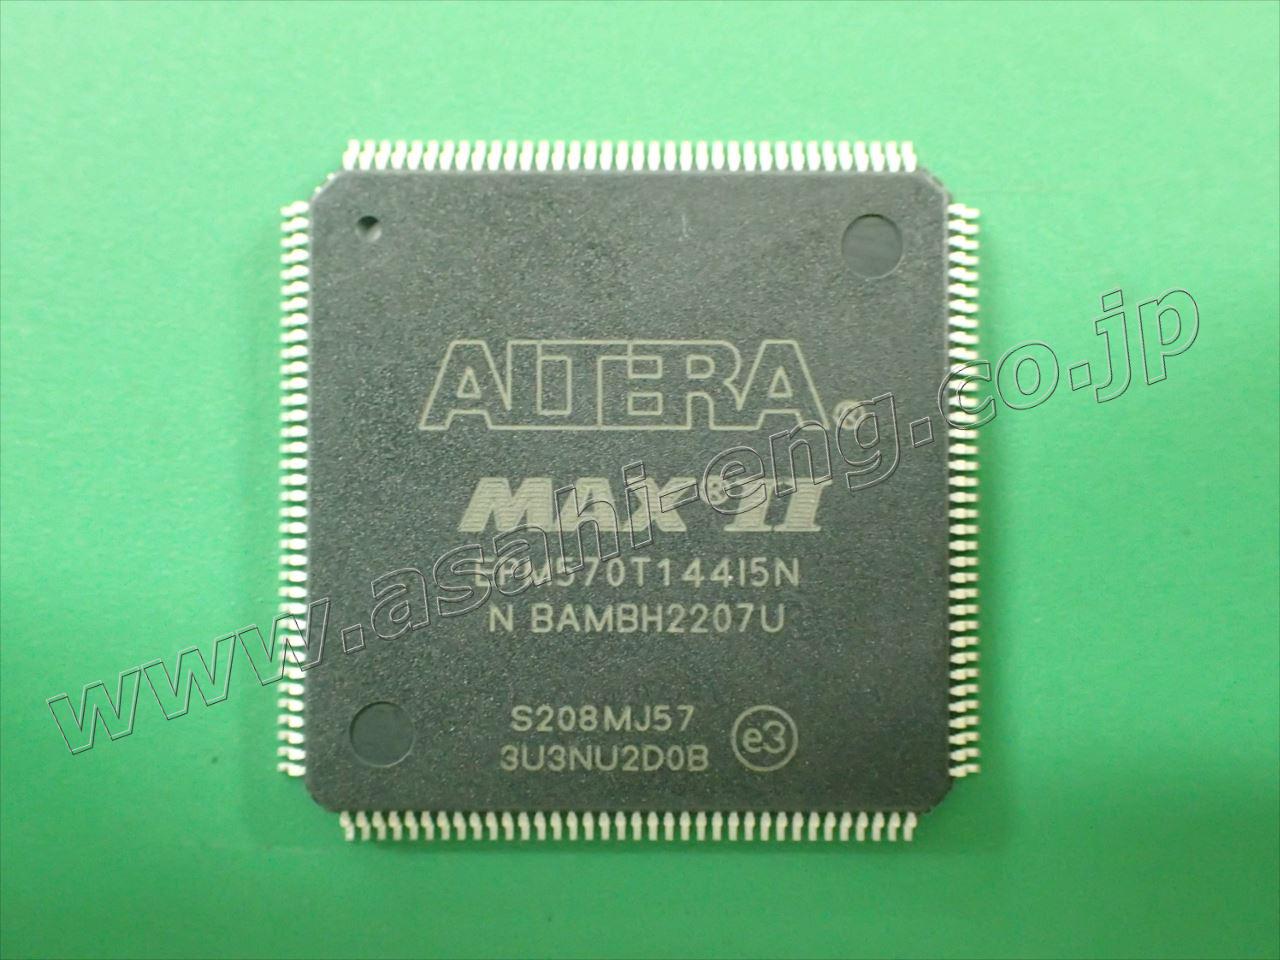 ALTERA®
MAX® II
EPM570T144I5N
N BAMBH2207U
S208MJ57
3U3NU2D0B e3
www.asahi-eng.co.jp